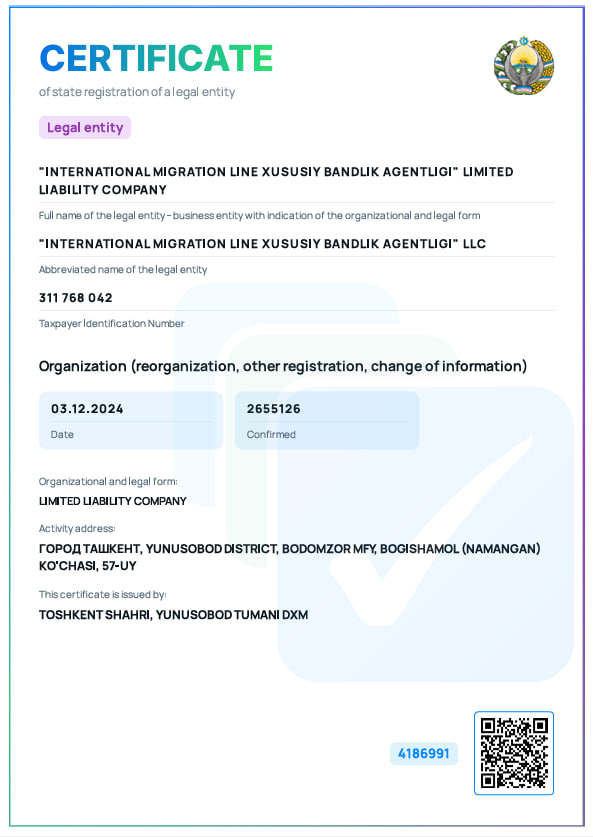 CERTIFICATE
of state registration of a legal entity
Legal entity
"INTERNATIONAL MIGRATION LINE XUSUSIY BANDLIK AGENTLIGI" LIMITED
LIABILITY COMPANY
Full name of the legal entity – business entity with indication of the organizational and legal form
"INTERNATIONAL MIGRATION LINE XUSUSIY BANDLIK AGENTLIGI" LLC
Abbreviated name of the legal entity
311 768 042
Taxpayer Identification Number
Organization (reorganization, other registration, change of information)
03.12.2024
2655126
Date
Confirmed
Organizational and legal form:
LIMITED LIABILITY COMPANY
Activity address:
ГОРОД ТАШКЕНТ, YUNUSOBOD DISTRICT, BODOMZOR MFY, BOGISHAMOL (NAMANGAN)
KO'CHASI, 57-UY
This certificate is issued by:
TOSHKENT SHAHRI, YUNUSOBOD TUMANI DXM
4186991